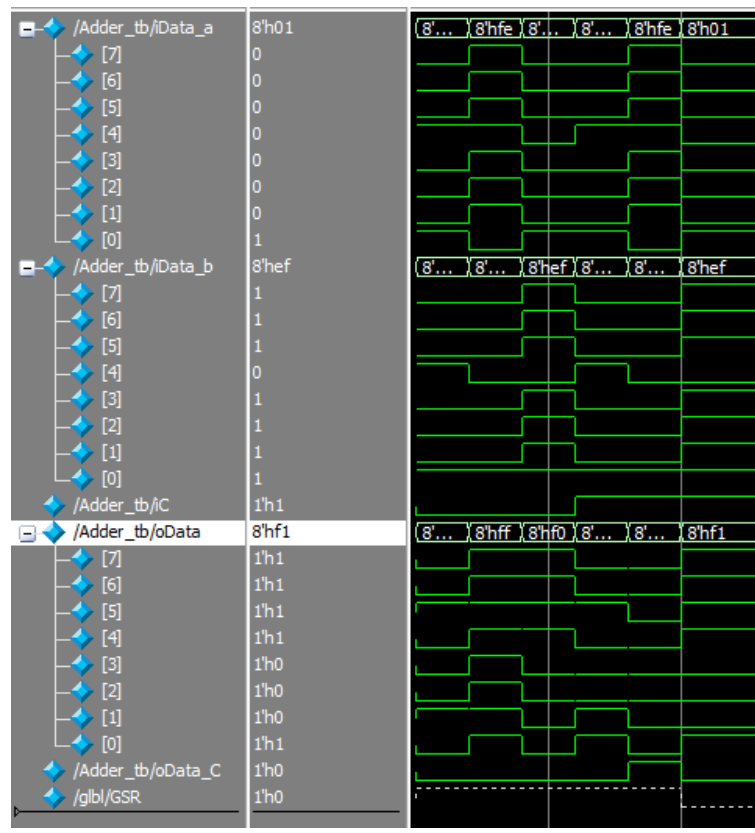 /Adder_tb/iData_a 8'h01 8'... 8'hfe 8'... 8'... 8'hfe 8'h01
[7] 0
[6] 0
[5] 0
[4] 0
[3] 0
[2] 0
[1] 0
[0] 1
/Adder_tb/iData_b 8'hef 8'... 8'... 8'hef 8'... 8'... 8'hef
[7] 1
[6] 1
[5] 1
[4] 0
[3] 1
[2] 1
[1] 1
[0] 1
/Adder_tb/iC 1'h1
/Adder_tb/oData 8'hf1 8'... 8'hff 8'hf0 8'... 8'... 8'hf1
[7] 1'h1
[6] 1'h1
[5] 1'h1
[4] 1'h1
[3] 1'h0
[2] 1'h0
[1] 1'h0
[0] 1'h1
/Adder_tb/oData_C 1'h0
/glbl/GSR 1'h0